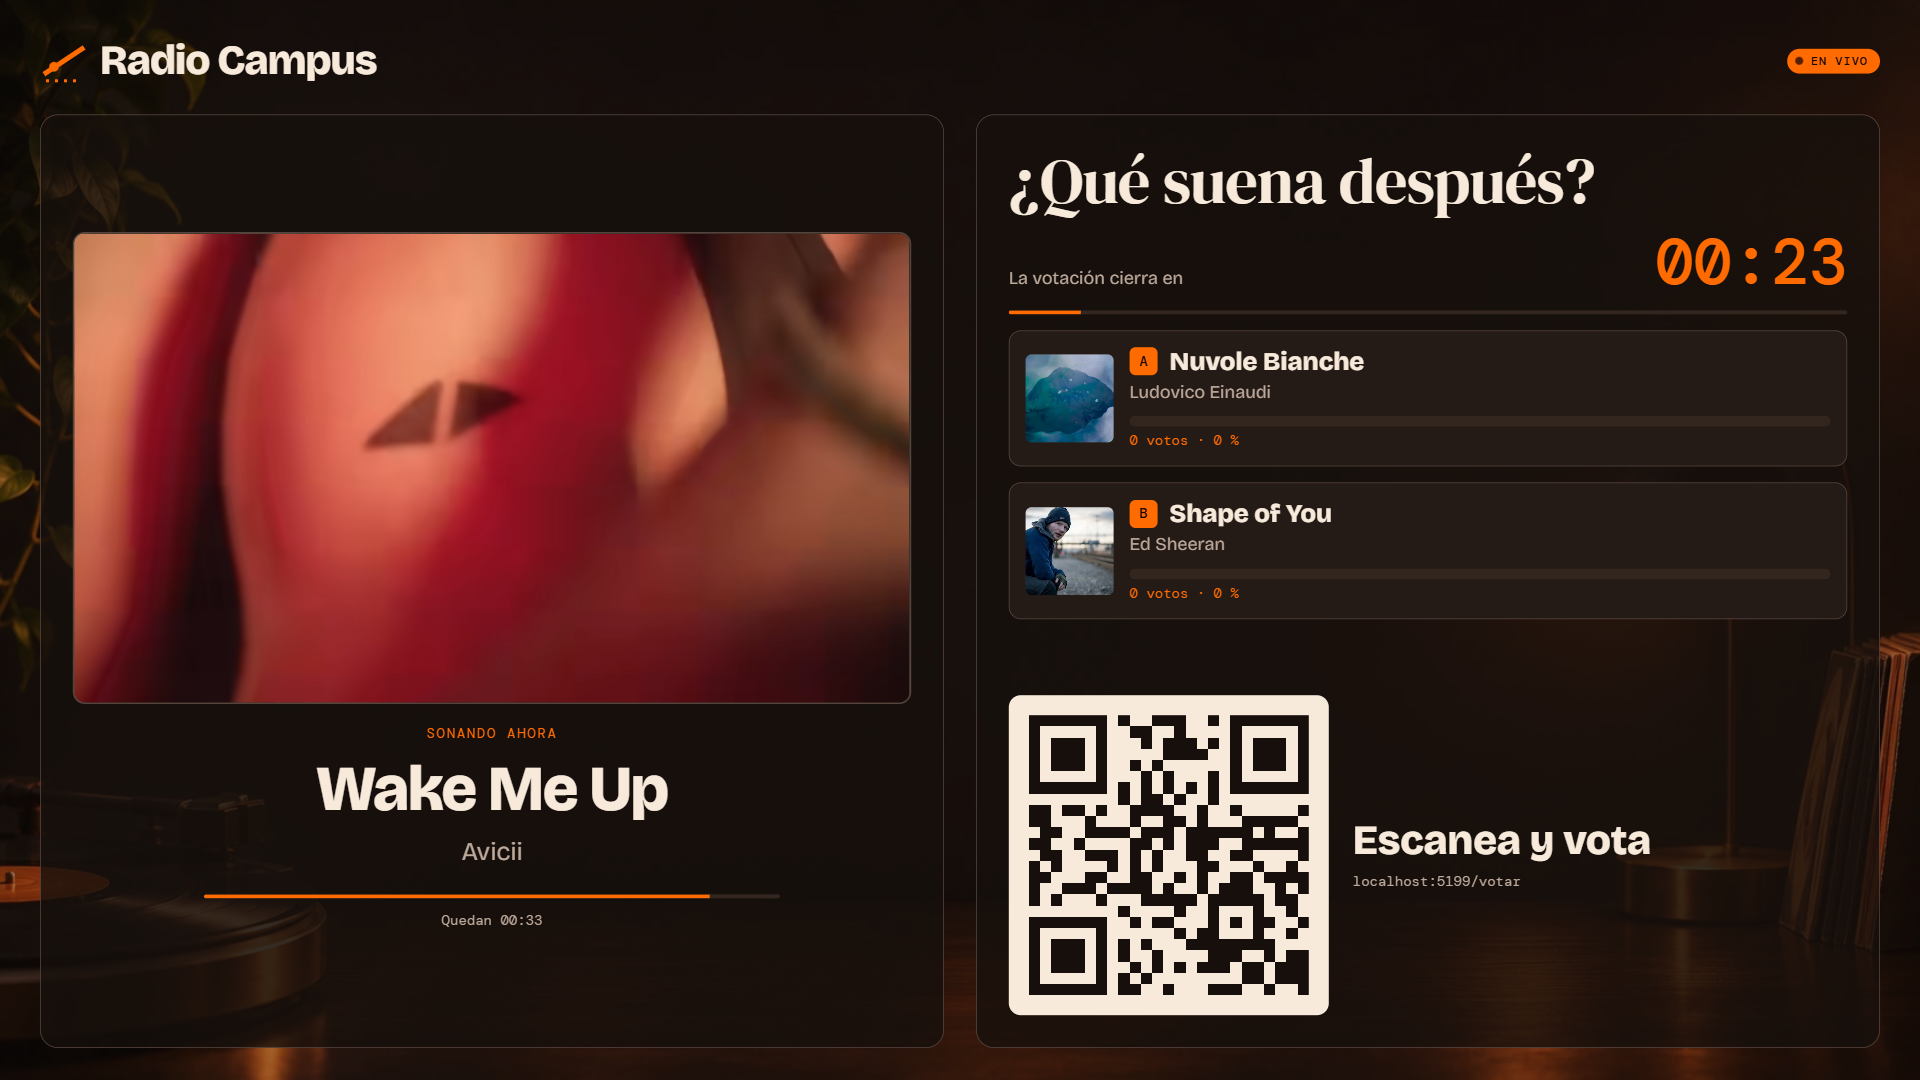 Radio Campus
EN VIVO
SONANDO AHORA
Wake Me Up
Avicii
Quedan 00:33
¿Qué suena después?
La votación cierra en
00:23
A Nuvole Bianche
Ludovico Einaudi
0 votos · 0 %
B Shape of You
Ed Sheeran
0 votos · 0 %
Escanea y vota
localhost:5199/votar